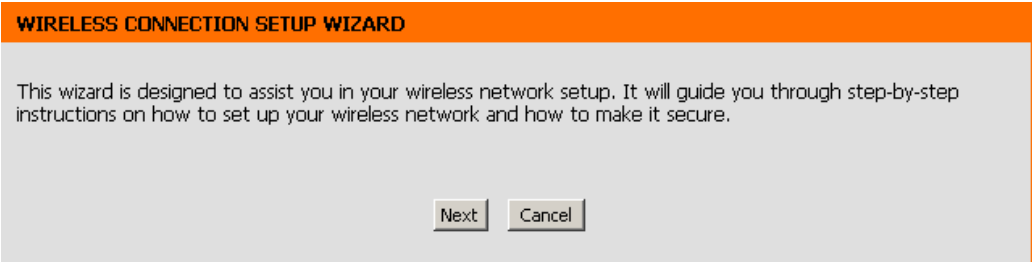 WIRELESS CONNECTION SETUP WIZARD
This wizard is designed to assist you in your wireless network setup. It will guide you through step-by-step
instructions on how to set up your wireless network and how to make it secure.
Next Cancel